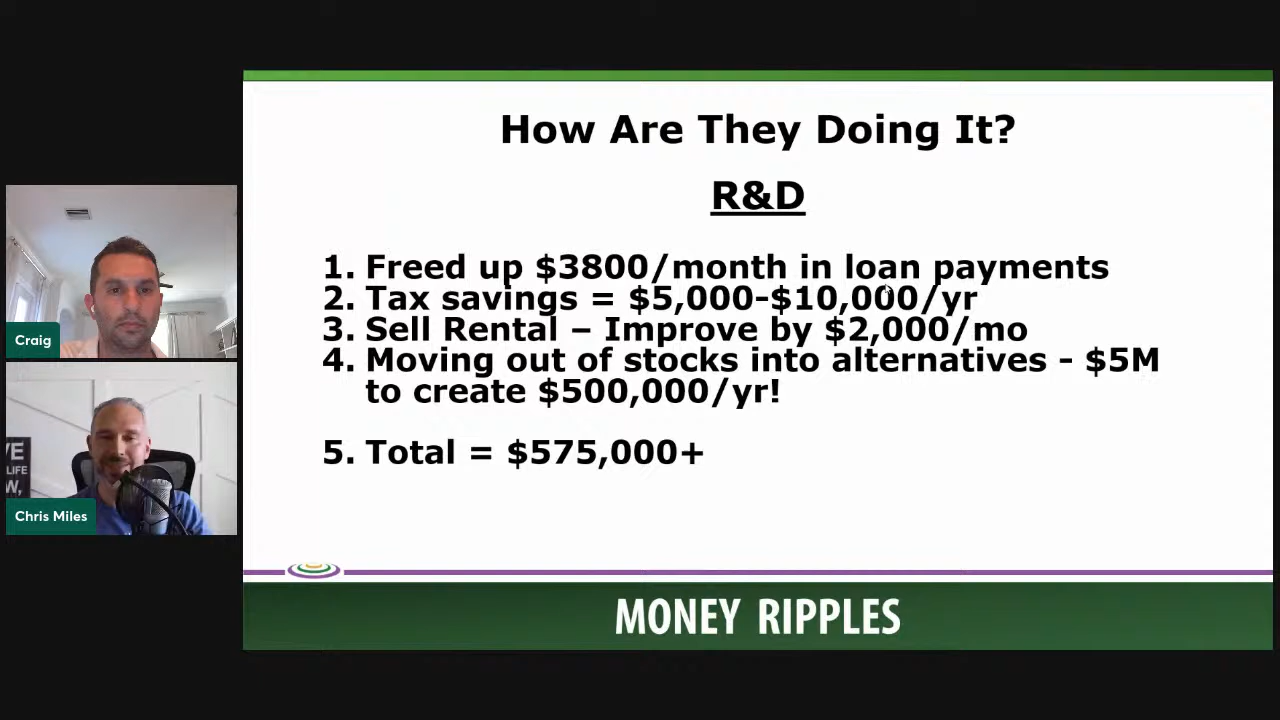 How Are They Doing It?
R&D
1. Freed up $3800/month in loan payments
2. Tax savings = $5,000-$10,000/yr
3. Sell Rental – Improve by $2,000/mo
4. Moving out of stocks into alternatives - $5M
to create $500,000/yr!
5. Total = $575,000+
Craig
VE
LIFE
W,
Chris Miles
MONEY RIPPLES